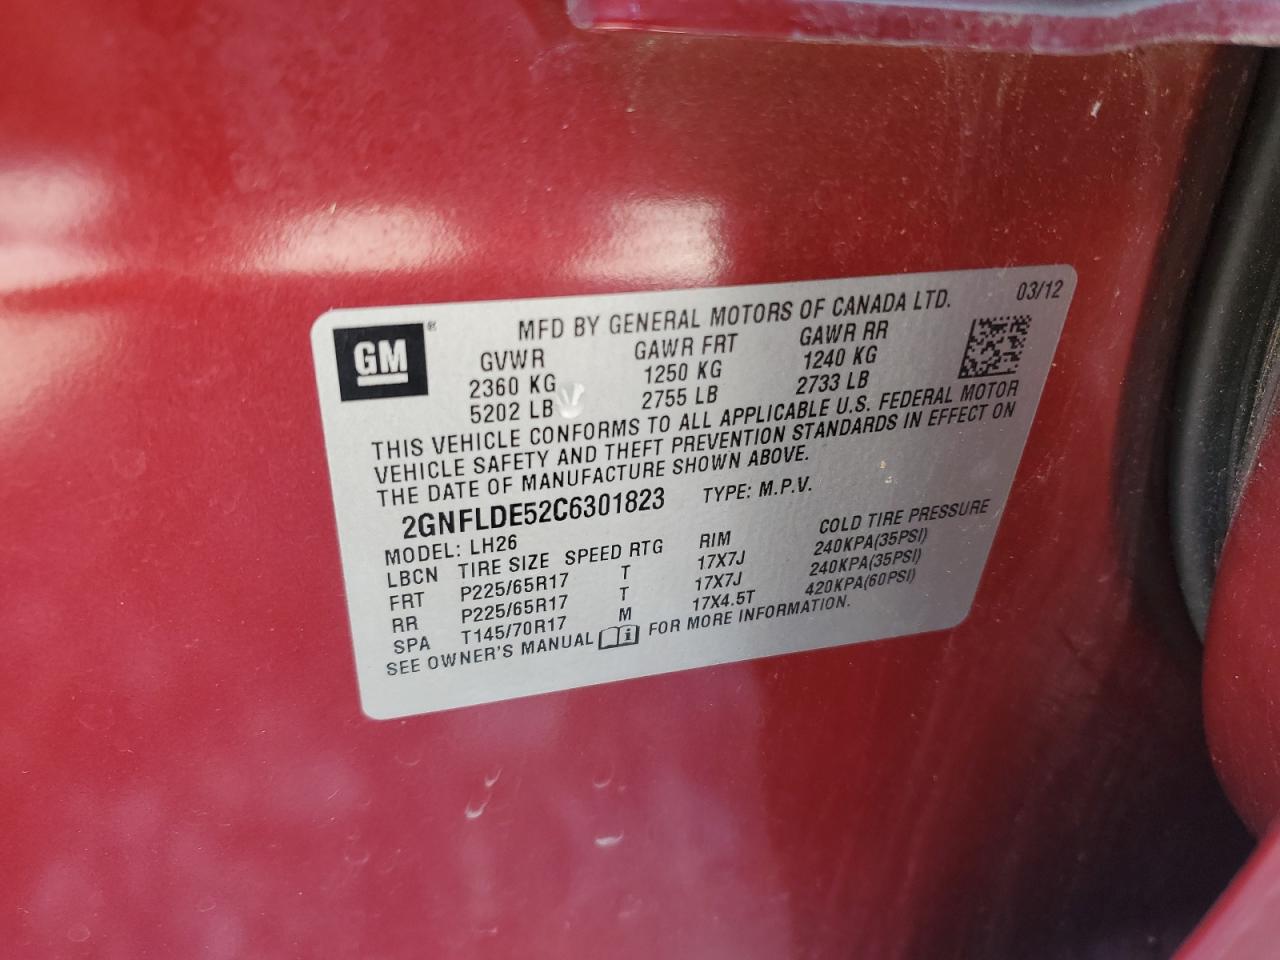 03/12
GM®
MFD BY GENERAL MOTORS OF CANADA LTD.
GVWR GAWR FRT GAWR RR
2360 KG 1250 KG 1240 KG
5202 LB 2755 LB 2733 LB
THIS VEHICLE CONFORMS TO ALL APPLICABLE U.S. FEDERAL MOTOR
VEHICLE SAFETY AND THEFT PREVENTION STANDARDS IN EFFECT ON
THE DATE OF MANUFACTURE SHOWN ABOVE.
2GNFLDE52C6301823 TYPE: M.P.V.
MODEL: LH26
LBCN TIRE SIZE SPEED RTG RIM COLD TIRE PRESSURE
FRT P225/65R17 T 17X7J 240KPA(35PSI)
RR P225/65R17 T 17X7J 240KPA(35PSI)
SPA T145/70R17 M 17X4.5T 420KPA(60PSI)
SEE OWNER'S MANUAL i FOR MORE INFORMATION.